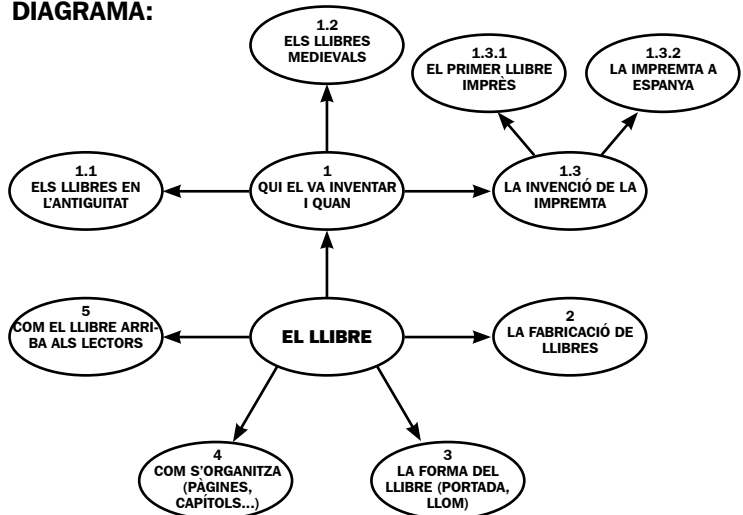 DIAGRAMA:
1.2
ELS LLIBRES
MEDIEVALS
1.3.1
EL PRIMER LLIBRE
IMPRÈS
1.3.2
LA IMPREMTA A
ESPANYA
1.1
ELS LLIBRES EN
L'ANTIGUITAT
1
QUI EL VA INVENTAR
I QUAN
1.3
LA INVENCIÓ DE LA
IMPREMTA
5
COM EL LLIBRE ARRI-
BA ALS LECTORS
EL LLIBRE
2
LA FABRICACIÓ DE
LLIBRES
4
COM S'ORGANITZA
(PÀGINES,
CAPÍTOLS...)
3
LA FORMA DEL
LLIBRE (PORTADA,
LLOM)